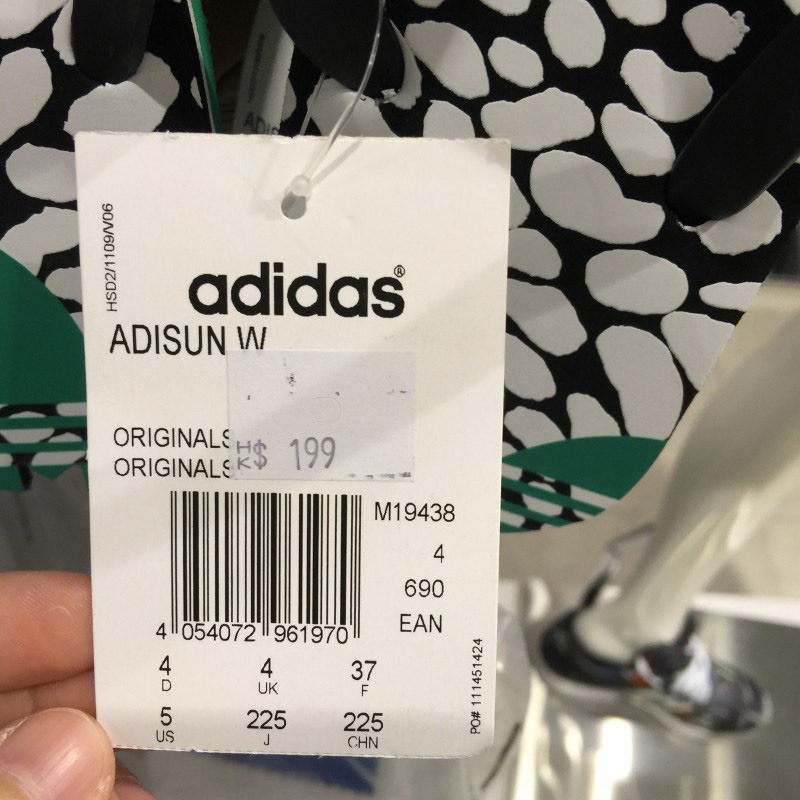 HSD2/1109/V06
adidas®
ADISUN W
ORIGINALS
ORIGINALS
HK$ 199
M19438
4
690
EAN
4 054072 961970
4 4 37
D UK F
5 225 225
US J CHN
PO# 111451424